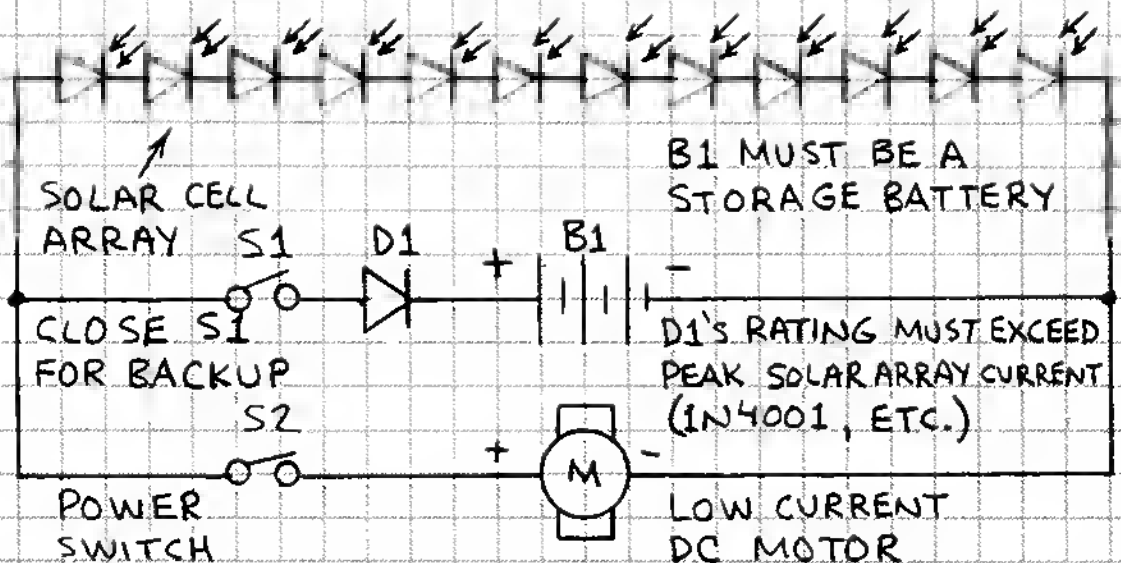 SOLAR CELL
ARRAY
B1 MUST BE A
STORAGE BATTERY
S1
D1
+
B1
-
CLOSE S1
FOR BACKUP
D1'S RATING MUST EXCEED
PEAK SOLAR ARRAY CURRENT
(1N4001, ETC.)
S2
+
M
-
POWER
SWITCH
LOW CURRENT
DC MOTOR